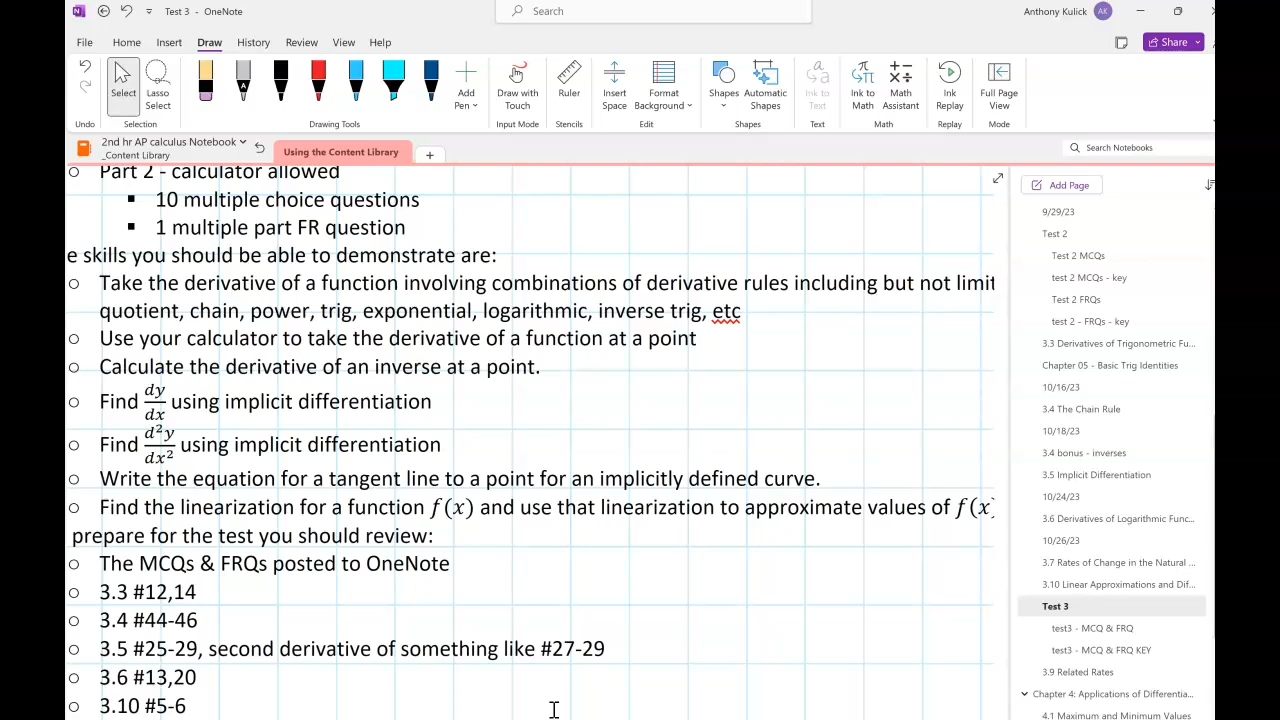 Test 3 - OneNote
Search
Anthony Kulick
AK
File Home Insert Draw History Review View Help
Share
Undo
Select
Lasso Select
Selection
A
Add Pen
Drawing Tools
Draw with Touch
Input Mode
Ruler
Stencils
Insert Space
Format Background
Edit
Shapes
Automatic Shapes
Shapes
Ink to Text
Text
Ink to Math
Math Assistant
Math
Ink Replay
Replay
Full Page View
Mode
2nd hr AP calculus Notebook
_Content Library
Using the Content Library
+
Search Notebooks
○ Part 2 - calculator allowed
▪ 10 multiple choice questions
▪ 1 multiple part FR question
e skills you should be able to demonstrate are:
○ Take the derivative of a function involving combinations of derivative rules including but not limit
quotient, chain, power, trig, exponential, logarithmic, inverse trig, etc
○ Use your calculator to take the derivative of a function at a point
○ Calculate the derivative of an inverse at a point.
○ Find dy/dx using implicit differentiation
○ Find d²y/dx² using implicit differentiation
○ Write the equation for a tangent line to a point for an implicitly defined curve.
○ Find the linearization for a function f(x) and use that linearization to approximate values of f(x)
prepare for the test you should review:
○ The MCQs & FRQs posted to OneNote
○ 3.3 #12,14
○ 3.4 #44-46
○ 3.5 #25-29, second derivative of something like #27-29
○ 3.6 #13,20
○ 3.10 #5-6
Add Page
9/29/23
Test 2
Test 2 MCQs
test 2 MCQs - key
Test 2 FRQs
test 2 - FRQs - key
3.3 Derivatives of Trigonometric Fu...
Chapter 05 - Basic Trig Identities
10/16/23
3.4 The Chain Rule
10/18/23
3.4 bonus - inverses
3.5 Implicit Differentiation
10/24/23
3.6 Derivatives of Logarithmic Func...
10/26/23
3.7 Rates of Change in the Natural ...
3.10 Linear Approximations and Dif...
Test 3
test3 - MCQ & FRQ
test3 - MCQ & FRQ KEY
3.9 Related Rates
Chapter 4: Applications of Differentia...
4.1 Maximum and Minimum Values